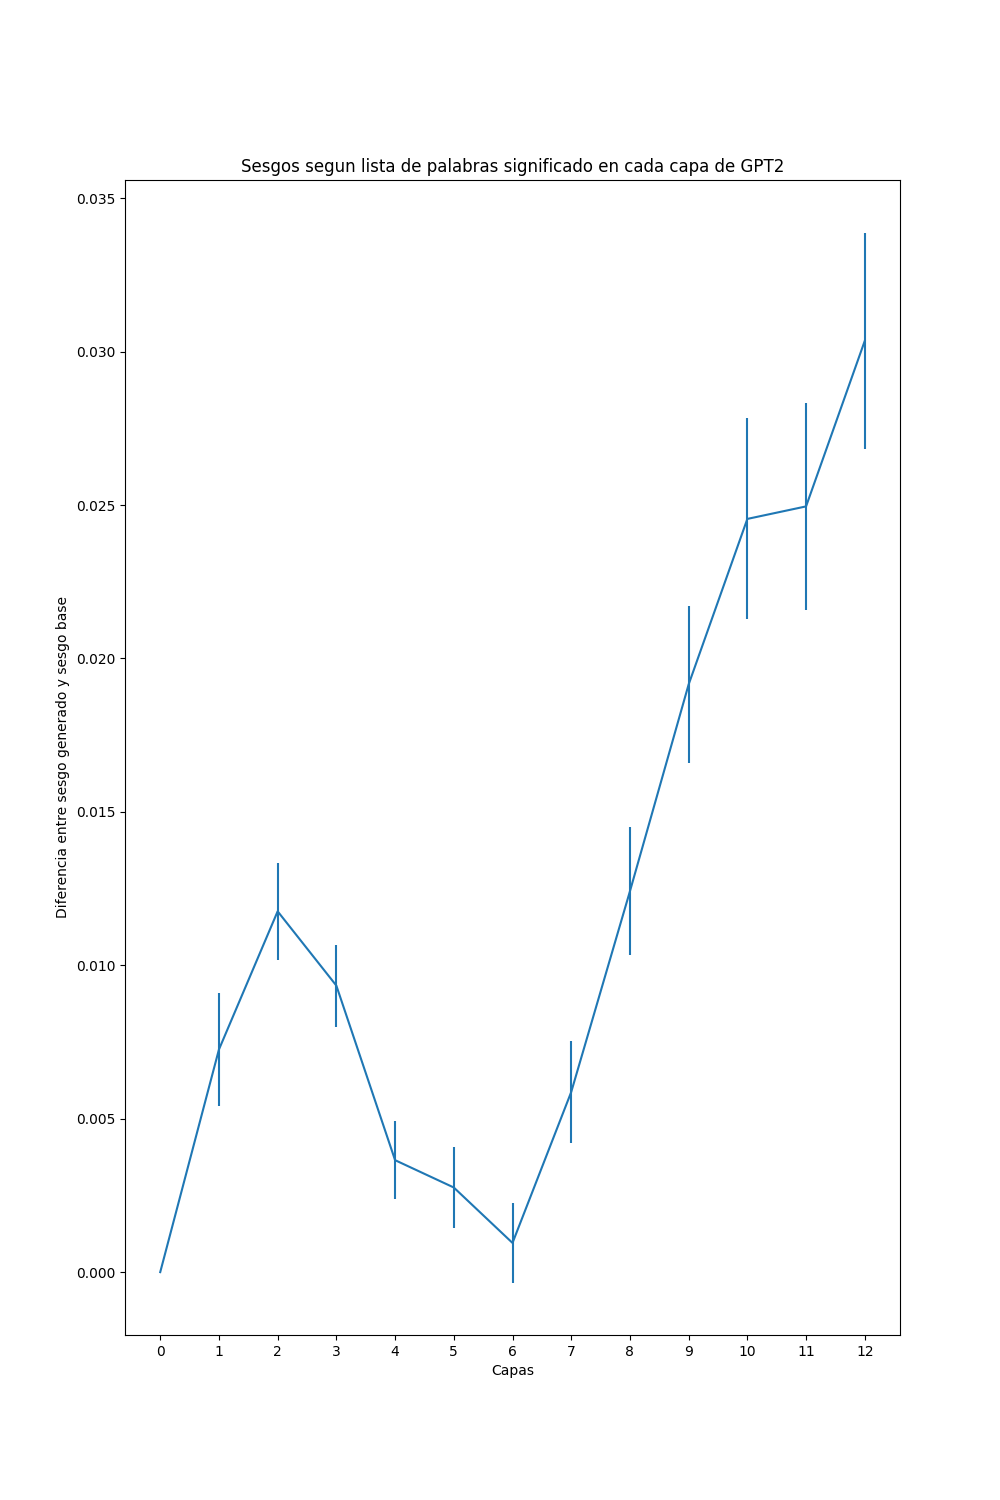 Sesgos segun lista de palabras significado en cada capa de GPT2
0.035
0.030
0.025
0.020
0.015
0.010
0.005
0.000
Diferencia entre sesgo generado y sesgo base
0 1 2 3 4 5 6 7 8 9 10 11 12
Capas